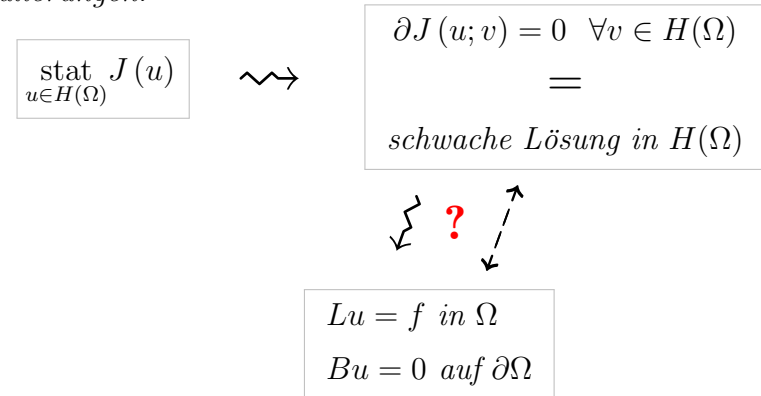 ∂J (u; v) = 0 ∀v ∈ H(Ω)
stat J (u)
u∈H(Ω)
=
schwache Lösung in H(Ω)
?
Lu = f in Ω
Bu = 0 auf ∂Ω